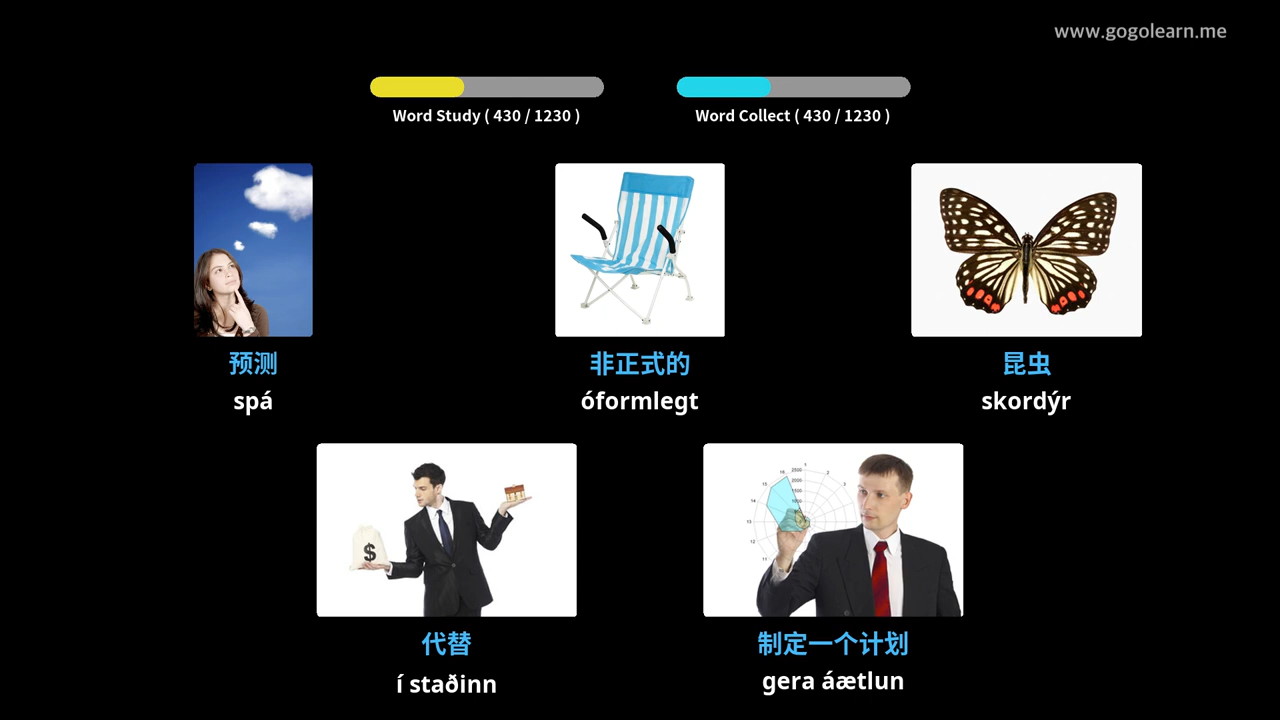 www.gogolearn.me
Word Study ( 430 / 1230 )
Word Collect ( 430 / 1230 )
预测
spá
非正式的
óformlegt
昆虫
skordýr
$
代替
í staðinn
制定一个计划
gera áætlun